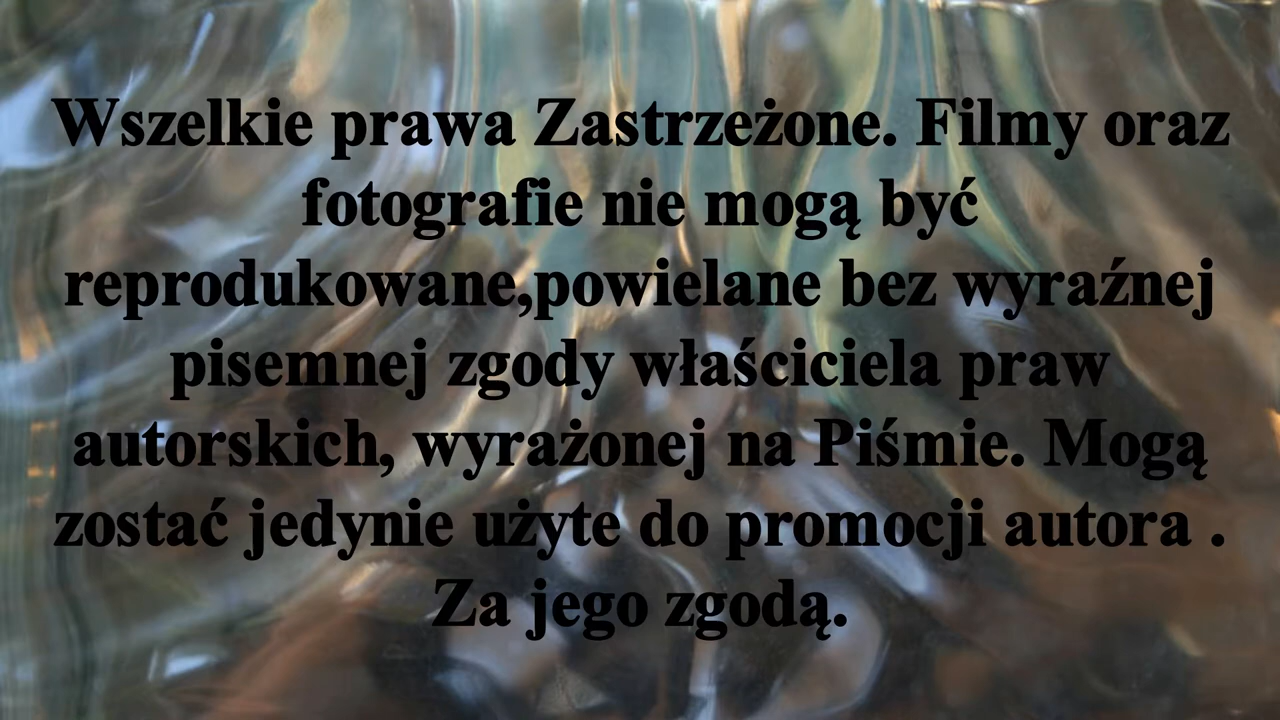 Wszelkie prawa Zastrzeżone. Filmy oraz
fotografie nie mogą być
reprodukowane,powielane bez wyraźnej
pisemnej zgody właściciela praw
autorskich, wyrażonej na Piśmie. Mogą
zostać jedynie użyte do promocji autora .
Za jego zgodą.